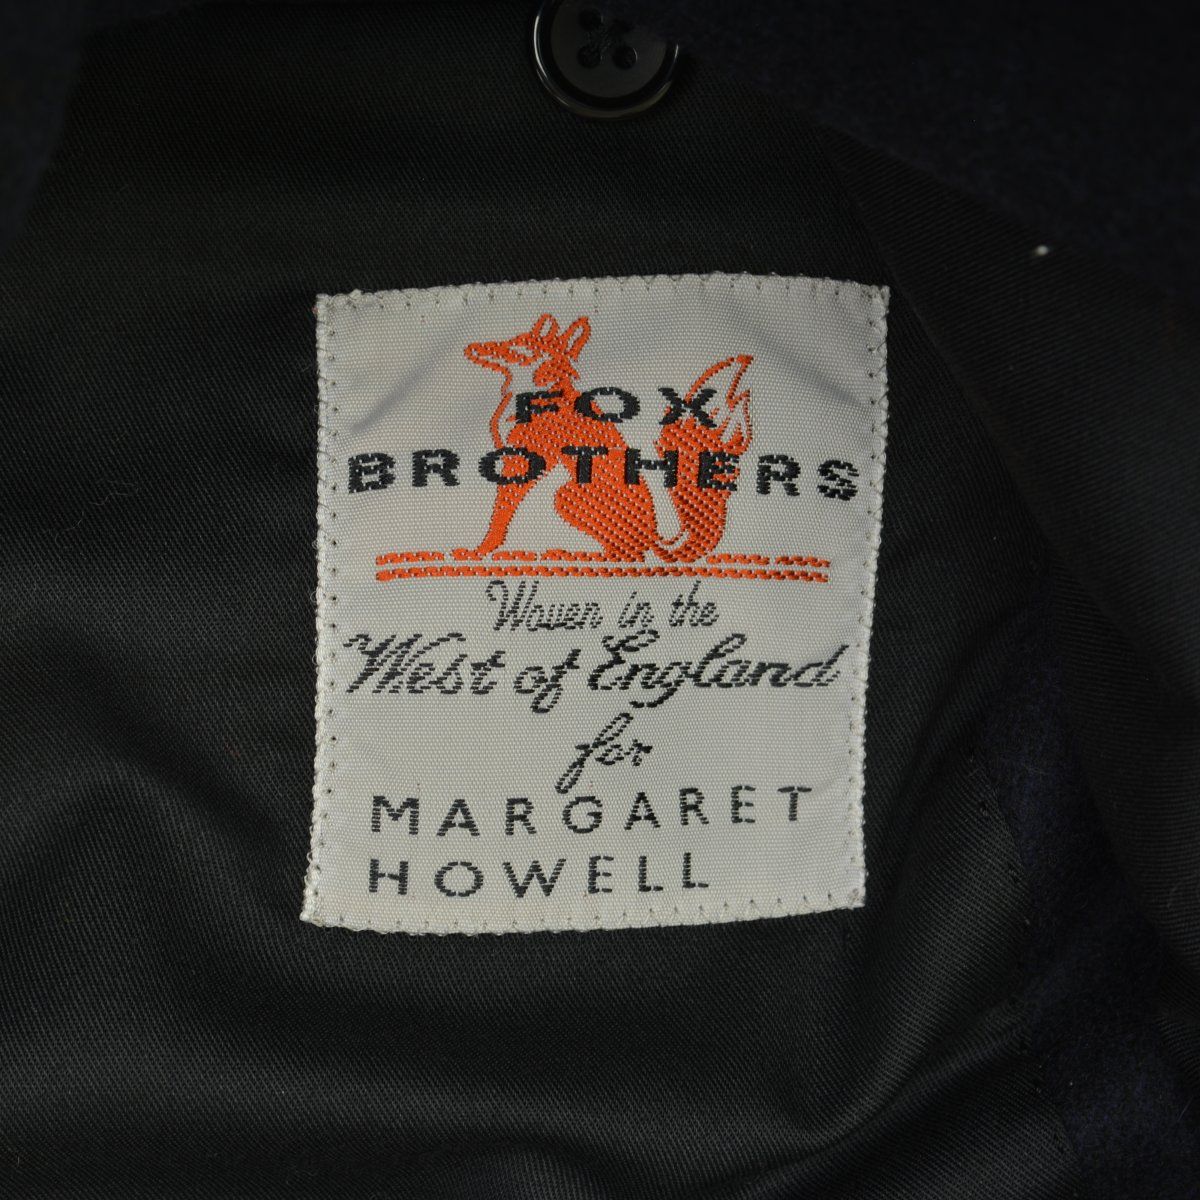 FOX
BROTHERS
Woven in the
West of England
for
MARGARET
HOWELL